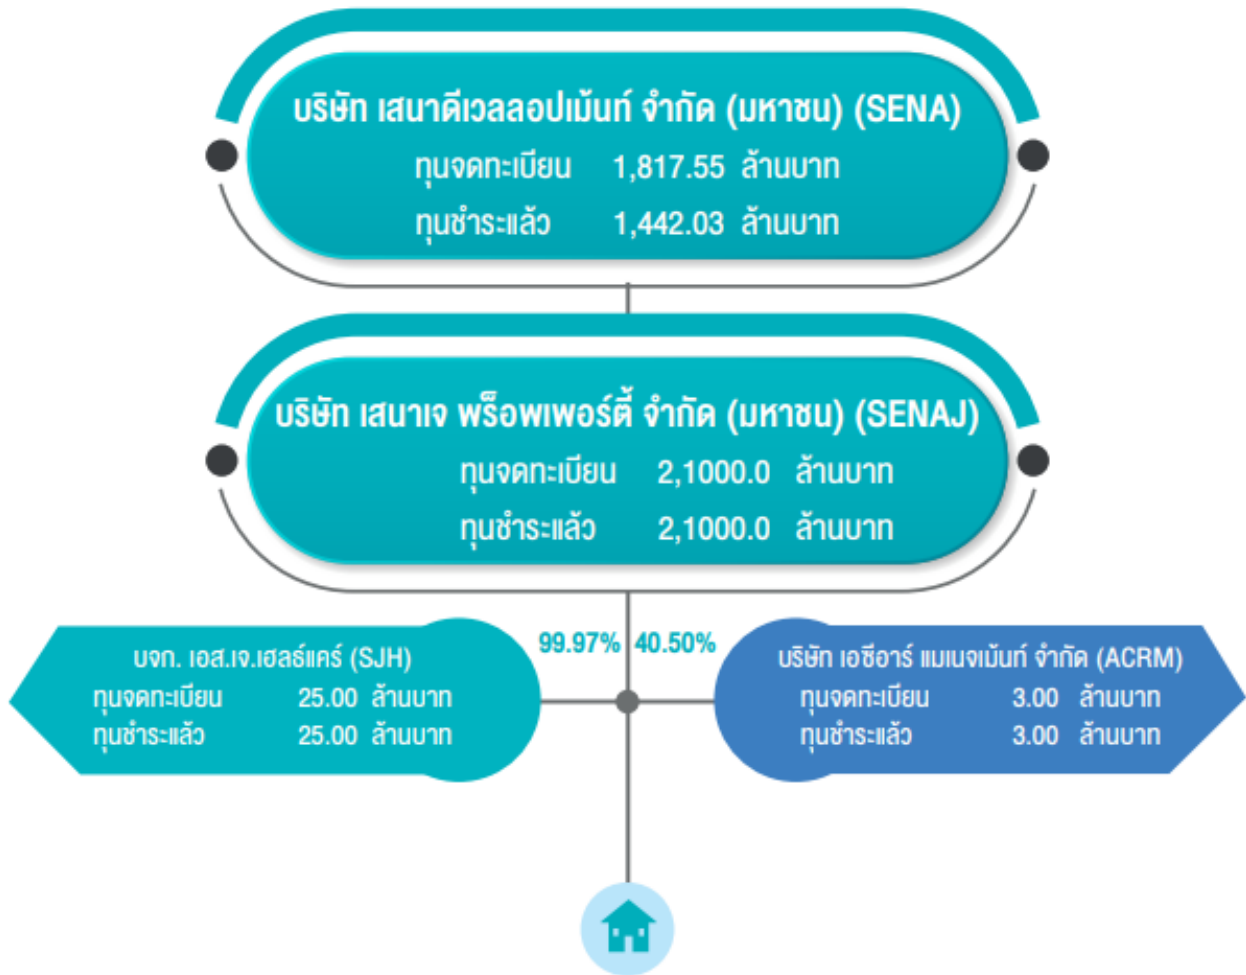 บริษัท เสนาดีเวลลอปเม้นท์ จำกัด (มหาชน) (SENA)
ทุนจดทะเบียน 1,817.55 ล้านบาท
ทุนชำระแล้ว 1,442.03 ล้านบาท
บริษัท เสนาเจ พร็อพเพอร์ตี้ จำกัด (มหาชน) (SENAJ)
ทุนจดทะเบียน 2,1000.0 ล้านบาท
ทุนชำระแล้ว 2,1000.0 ล้านบาท
99.97% 40.50%
บจก. เอส.เจ.เฮลธ์แคร์ (SJH)
ทุนจดทะเบียน 25.00 ล้านบาท
ทุนชำระแล้ว 25.00 ล้านบาท
บริษัท เอซีอาร์ แมเนจเม้นท์ จำกัด (ACRM)
ทุนจดทะเบียน 3.00 ล้านบาท
ทุนชำระแล้ว 3.00 ล้านบาท